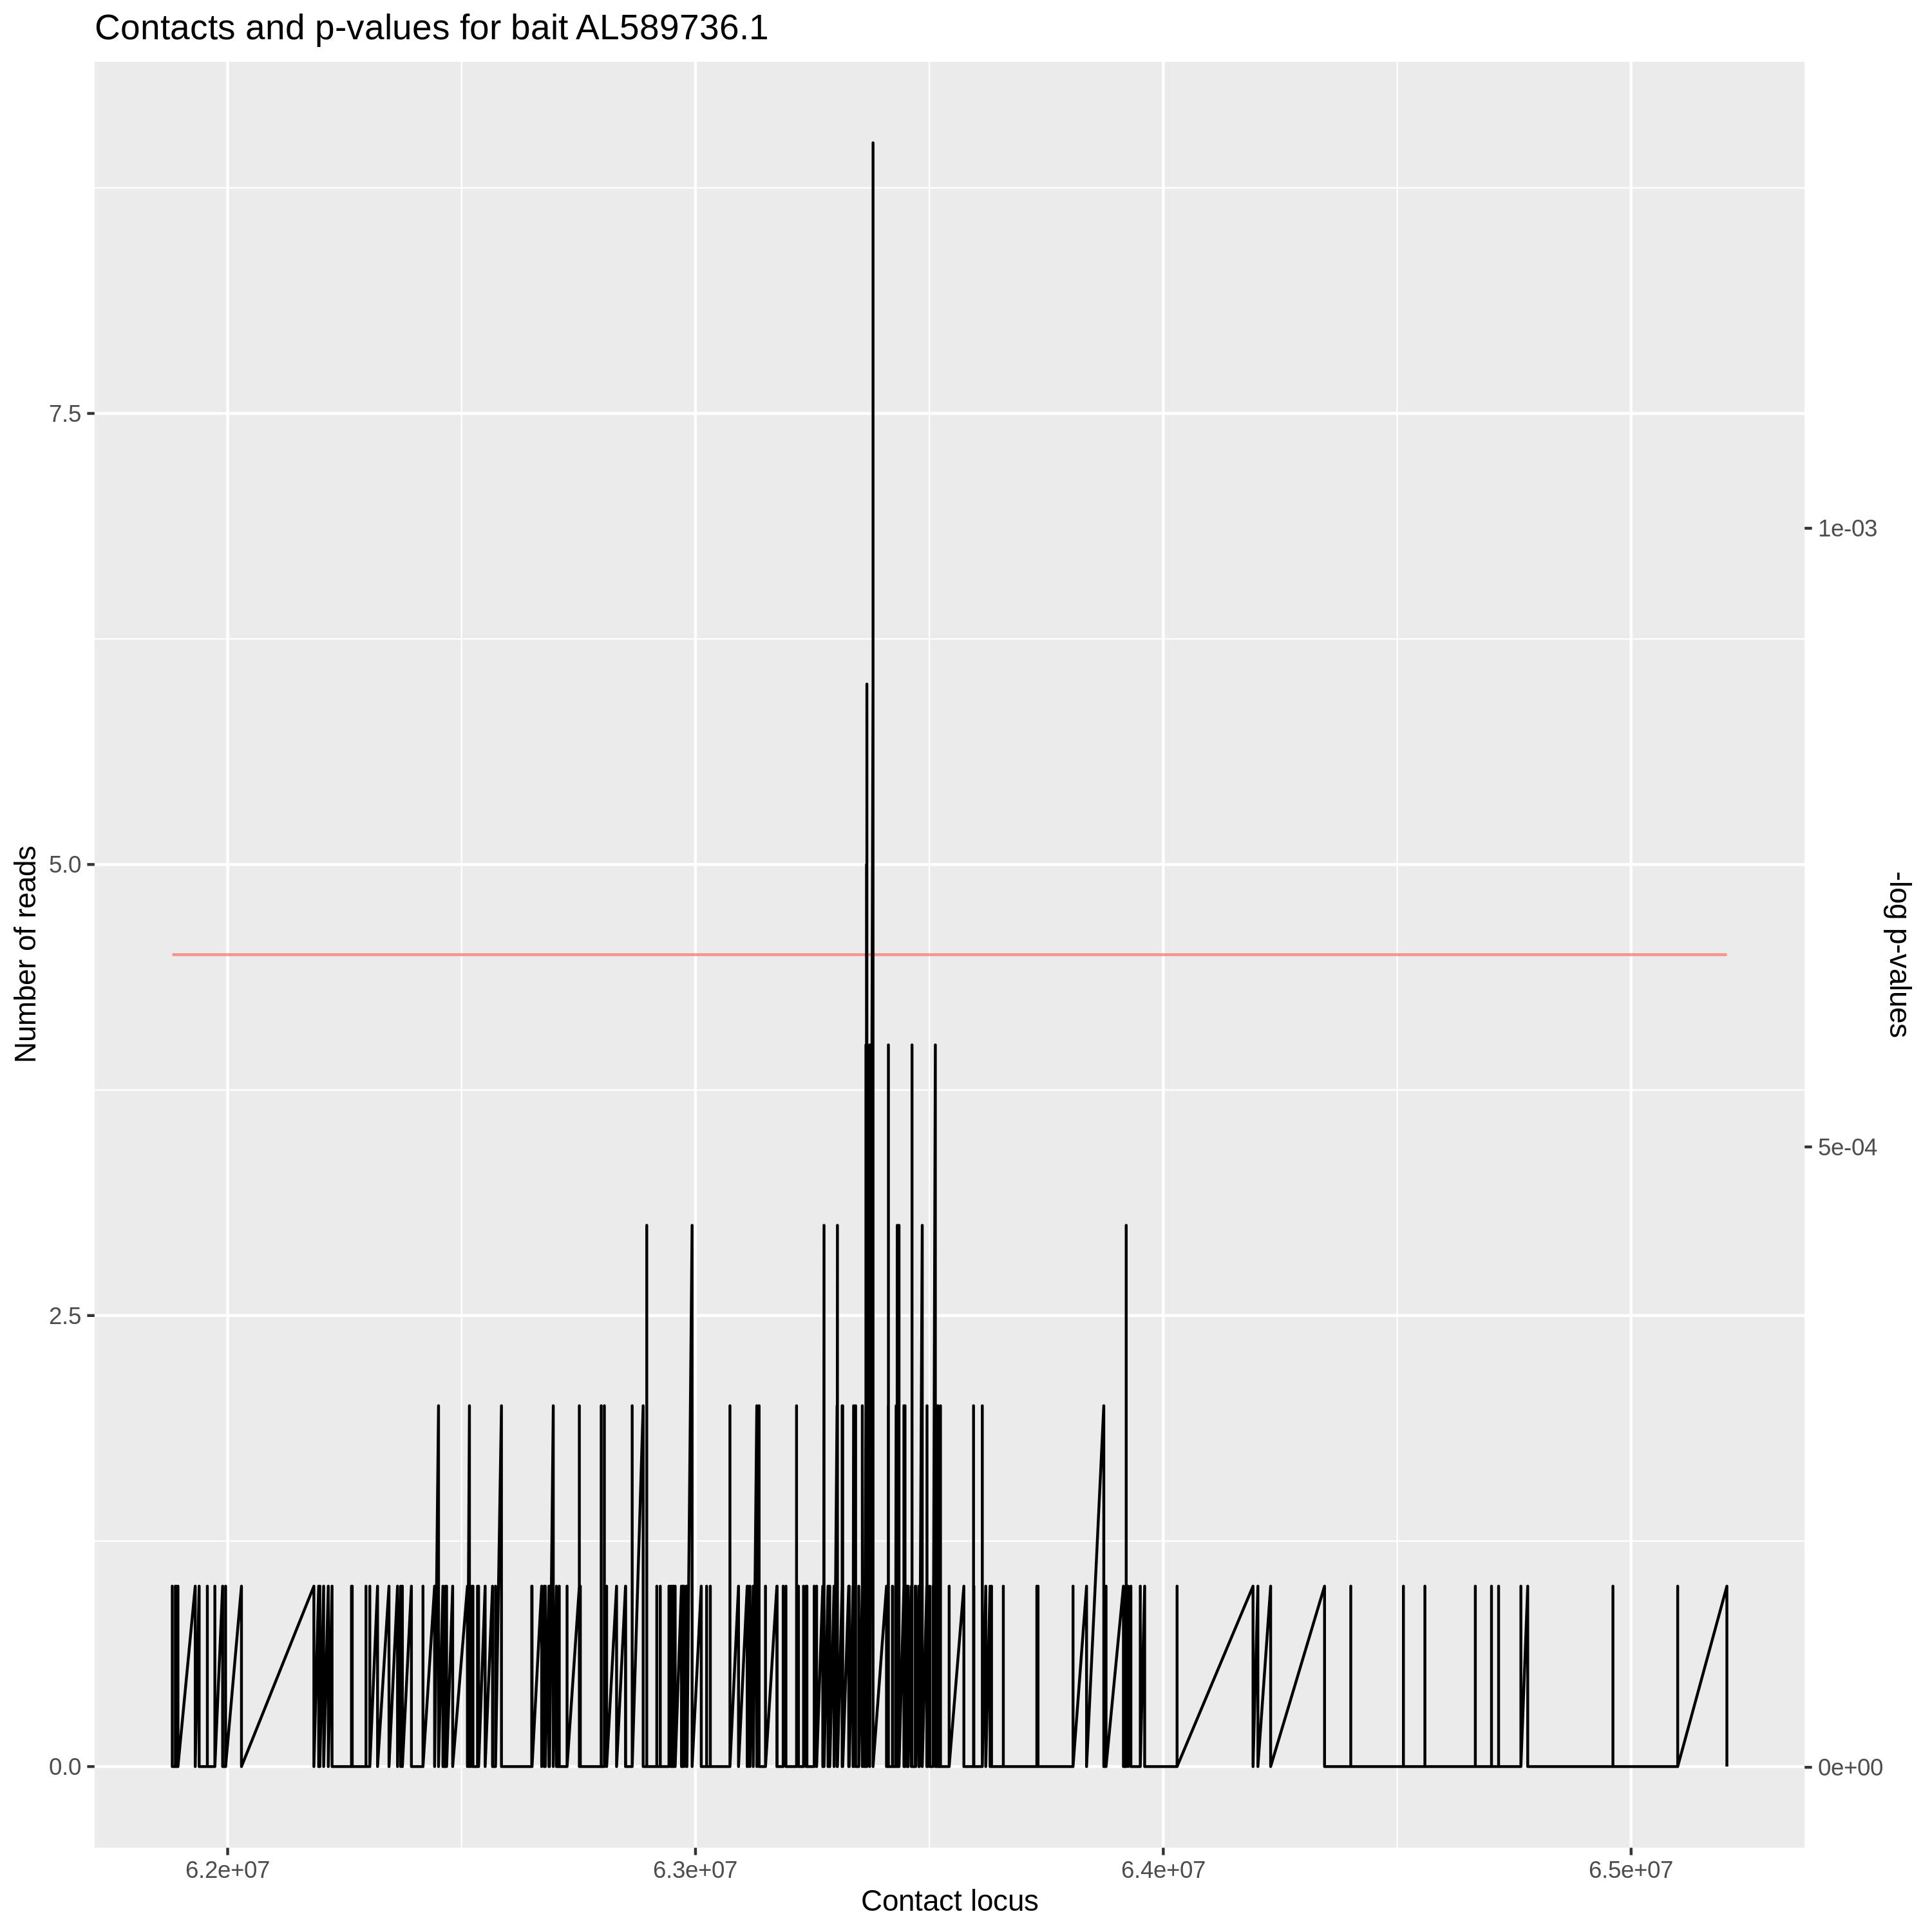 Contacts and p-values for bait AL589736.1
7.5
5.0
2.5
0.0
Number of reads
1e-03
5e-04
0e+00
-log p-values
6.2e+07
6.3e+07
6.4e+07
6.5e+07
Contact locus